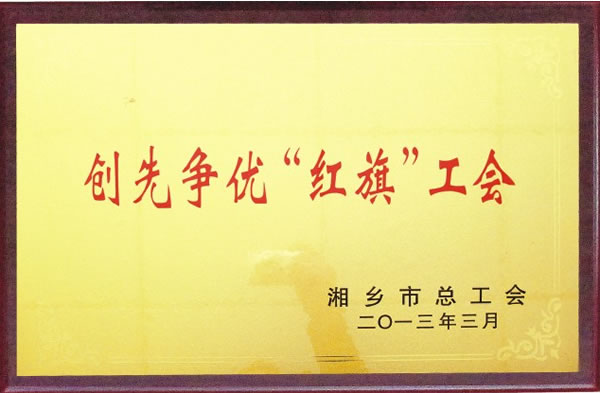 创先争优“红旗”工会
湘乡市总工会
二〇一三年三月